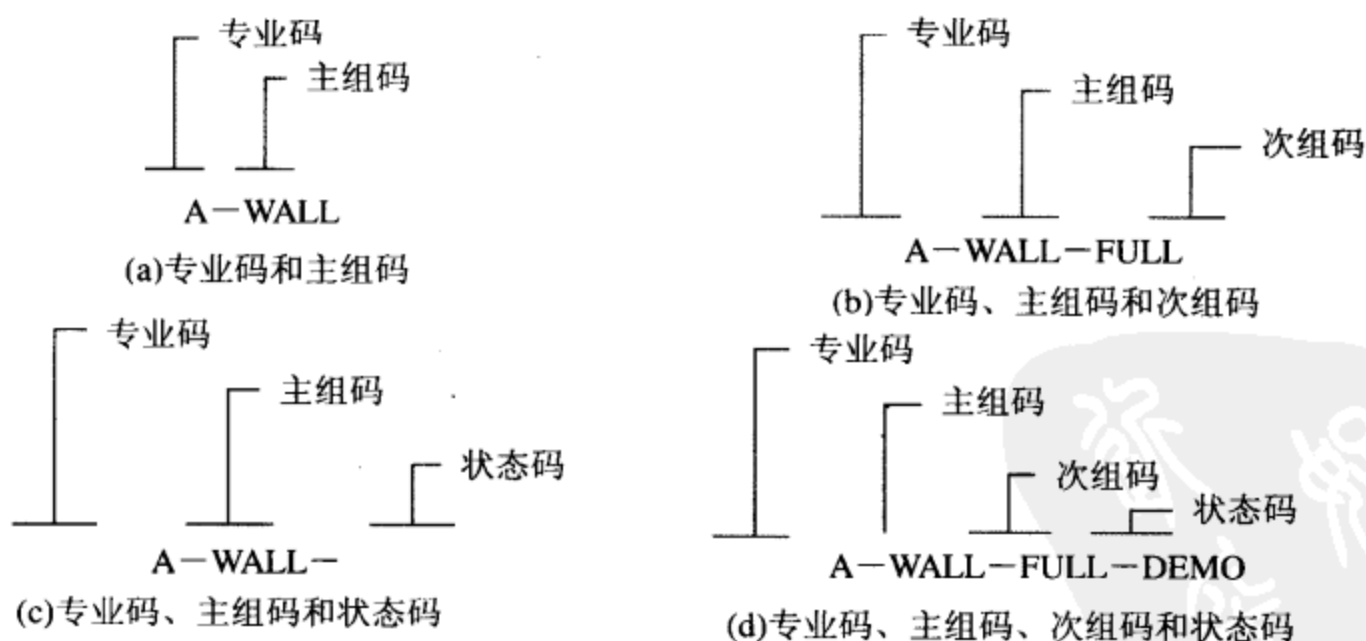 专业码
主组码
A－WALL
(a)专业码和主组码
专业码
主组码
次组码
A－WALL－FULL
(b)专业码、主组码和次组码
专业码
主组码
状态码
A－WALL－
(c)专业码、主组码和状态码
专业码
主组码
次组码
状态码
A－WALL－FULL－DEMO
(d)专业码、主组码、次组码和状态码